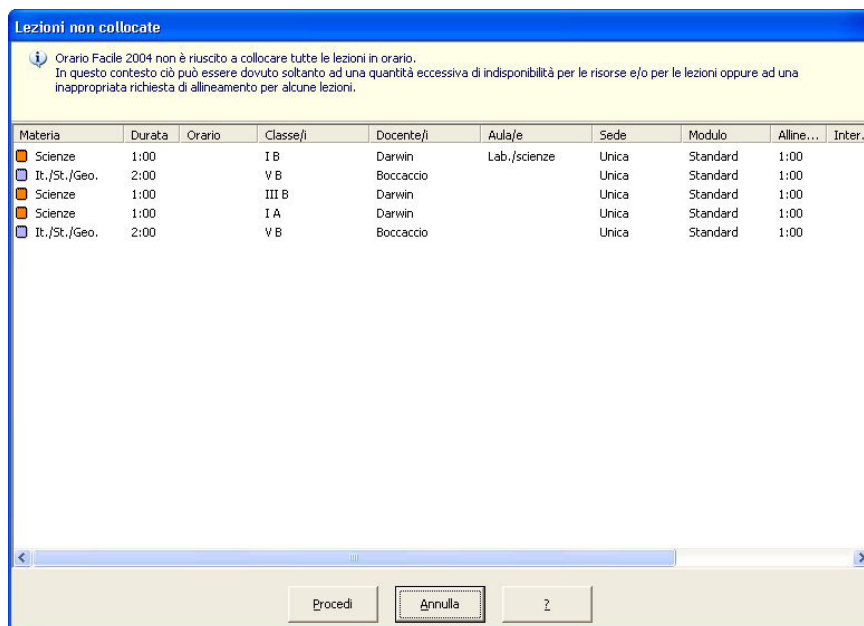 Lezioni non collocate
Orario Facile 2004 non è riuscito a collocare tutte le lezioni in orario.
In questo contesto ciò può essere dovuto soltanto ad una quantità eccessiva di indisponibilità per le risorse e/o per le lezioni oppure ad una
inappropriata richiesta di allineamento per alcune lezioni.
Materia Durata Orario Classe/i Docente/i Aula/e Sede Modulo Alline... Inter.
Scienze 1:00 I B Darwin Lab./scienze Unica Standard 1:00
It./St./Geo. 2:00 V B Boccaccio Unica Standard 1:00
Scienze 1:00 III B Darwin Unica Standard 1:00
Scienze 1:00 I A Darwin Unica Standard 1:00
It./St./Geo. 2:00 V B Boccaccio Unica Standard 1:00
Procedi Annulla ?